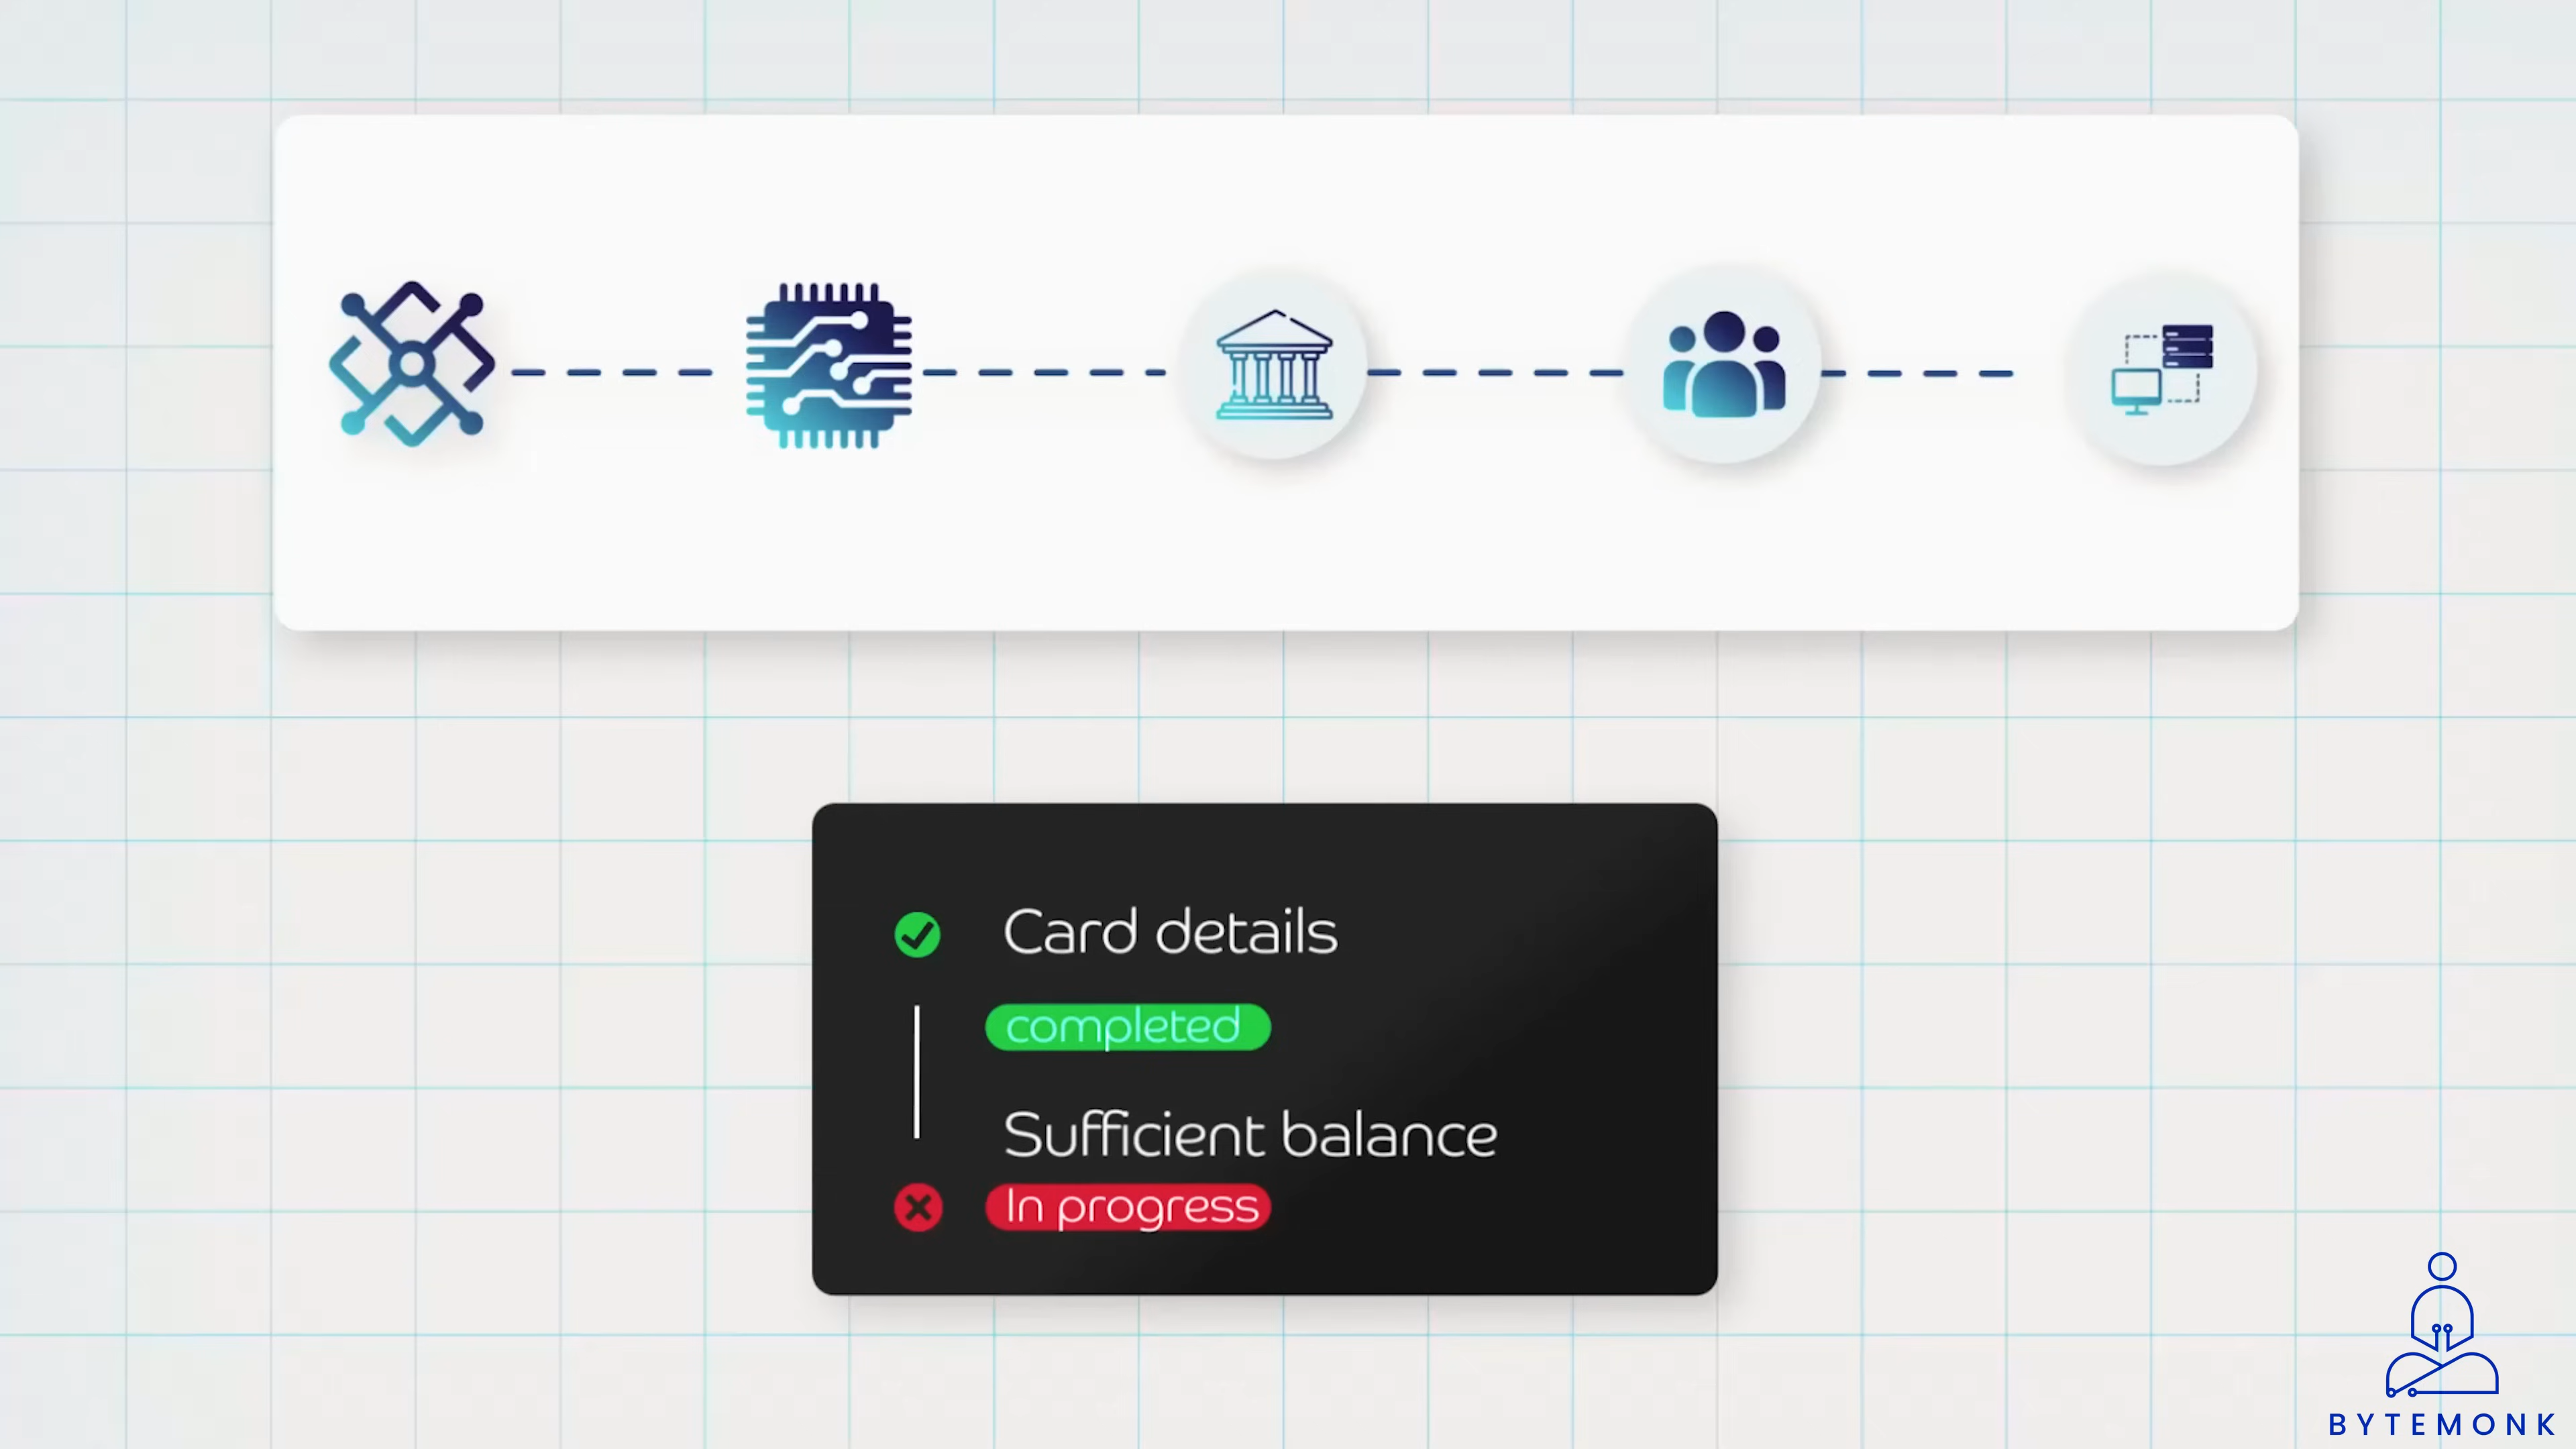 Card details
completed
Sufficient balance
In progress
BYTEMONK